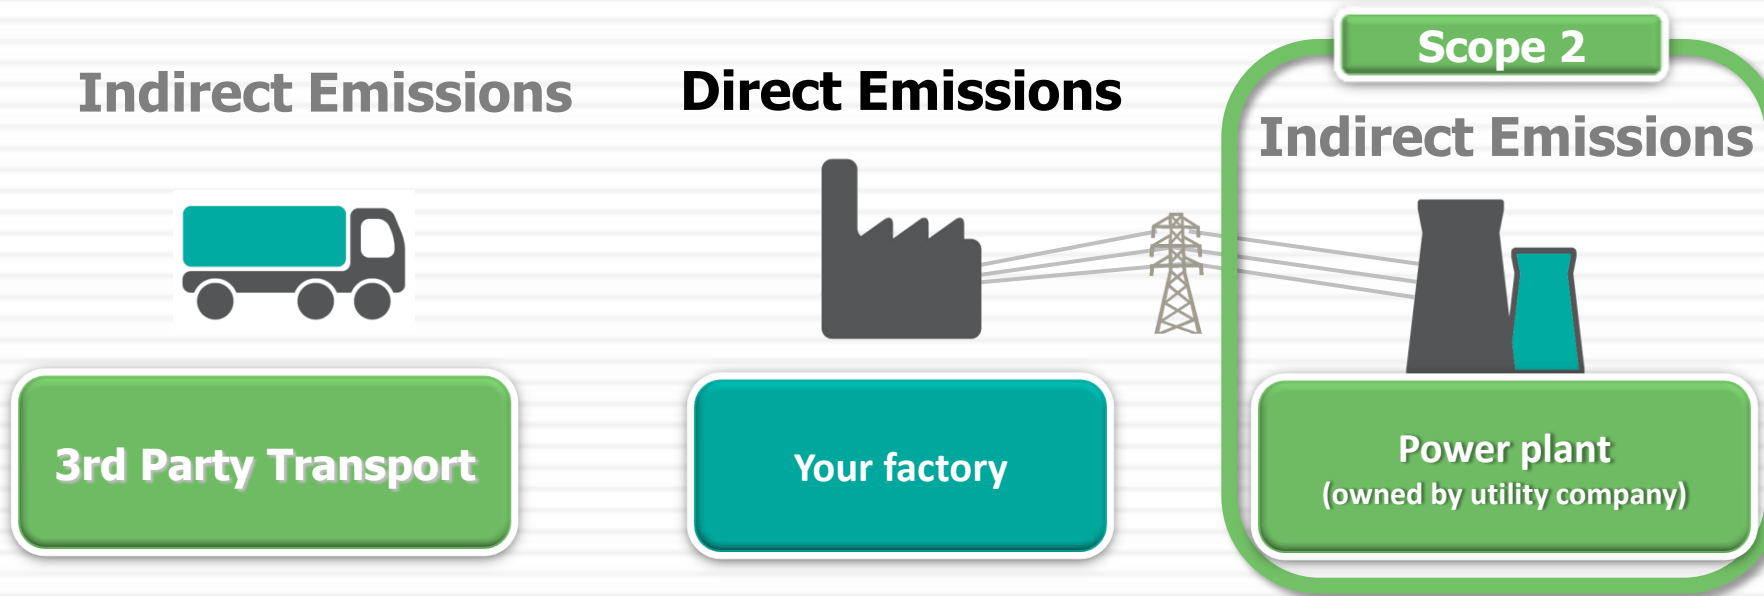 Indirect Emissions
3rd Party Transport
Direct Emissions
Your factory
Scope 2
Indirect Emissions
Power plant
(owned by utility company)